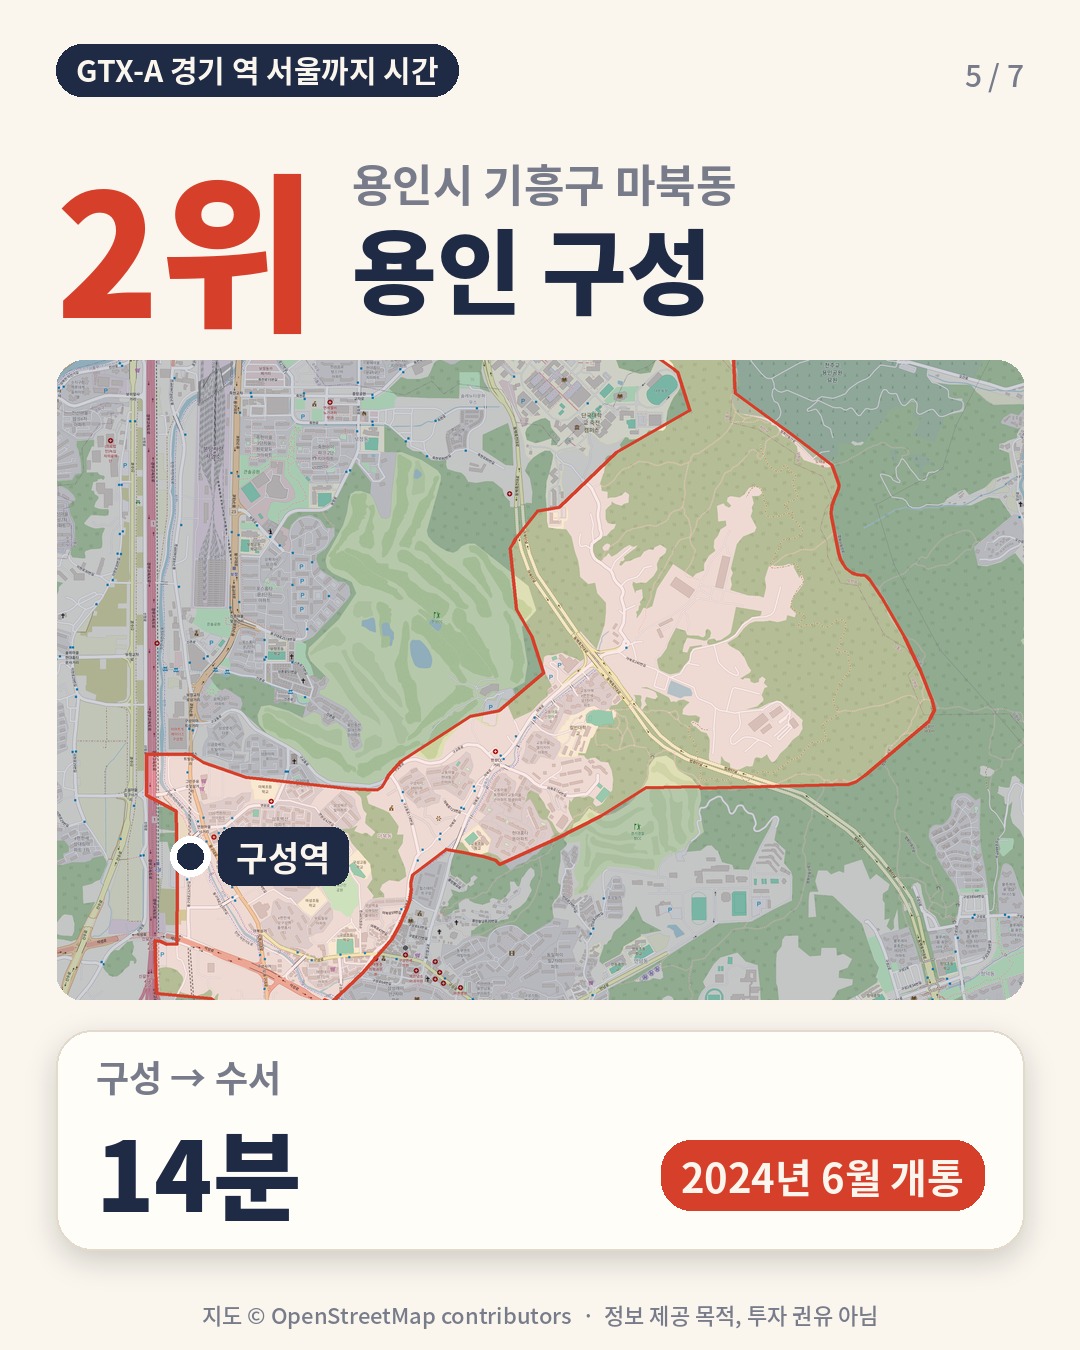 GTX-A 경기 역 서울까지 시간
5 / 7
2위
용인시 기흥구 마북동
용인 구성
구성역
구성 → 수서
14분
2024년 6월 개통
지도 © OpenStreetMap contributors · 정보 제공 목적, 투자 권유 아님